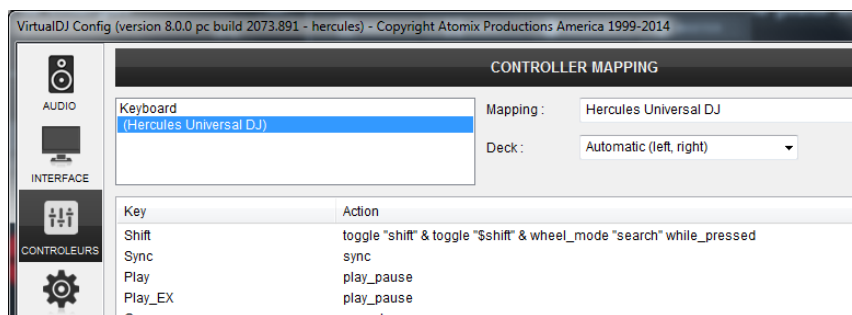 VirtualDJ Config (version 8.0.0 pc build 2073.891 - hercules) - Copyright Atomix Productions America 1999-2014
CONTROLLER MAPPING
AUDIO
INTERFACE
CONTROLEURS
Keyboard
(Hercules Universal DJ)
Mapping :
Hercules Universal DJ
Deck :
Automatic (left, right)
Key Action
Shift toggle "shift" & toggle "$shift" & wheel_mode "search" while_pressed
Sync sync
Play play_pause
Play_EX play_pause